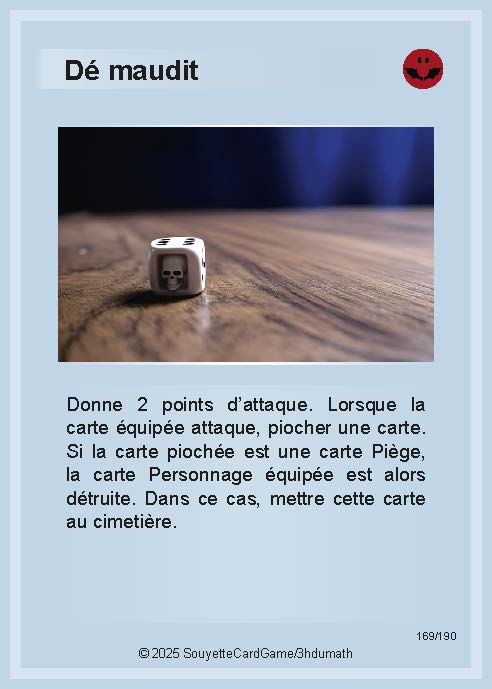 Dé maudit
Donne 2 points d'attaque. Lorsque la
carte équipée attaque, piocher une carte.
Si la carte piochée est une carte Piège,
la carte Personnage équipée est alors
détruite. Dans ce cas, mettre cette carte
au cimetière.
169/190
© 2025 SouyetteCardGame/3hdumath